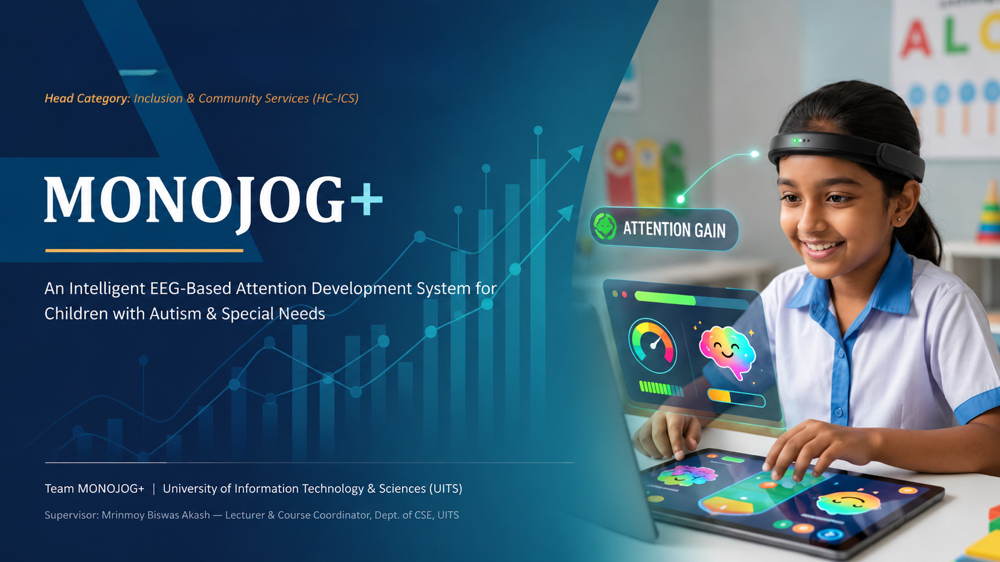 Head Category: Inclusion & Community Services (HC-ICS)
MONOJOG+
An Intelligent EEG-Based Attention Development System for
Children with Autism & Special Needs
Team MONOJOG+ | University of Information Technology & Sciences (UITS)
Supervisor: Mrinmoy Biswas Akash — Lecturer & Course Coordinator, Dept. of CSE, UITS
ATTENTION GAIN
A L